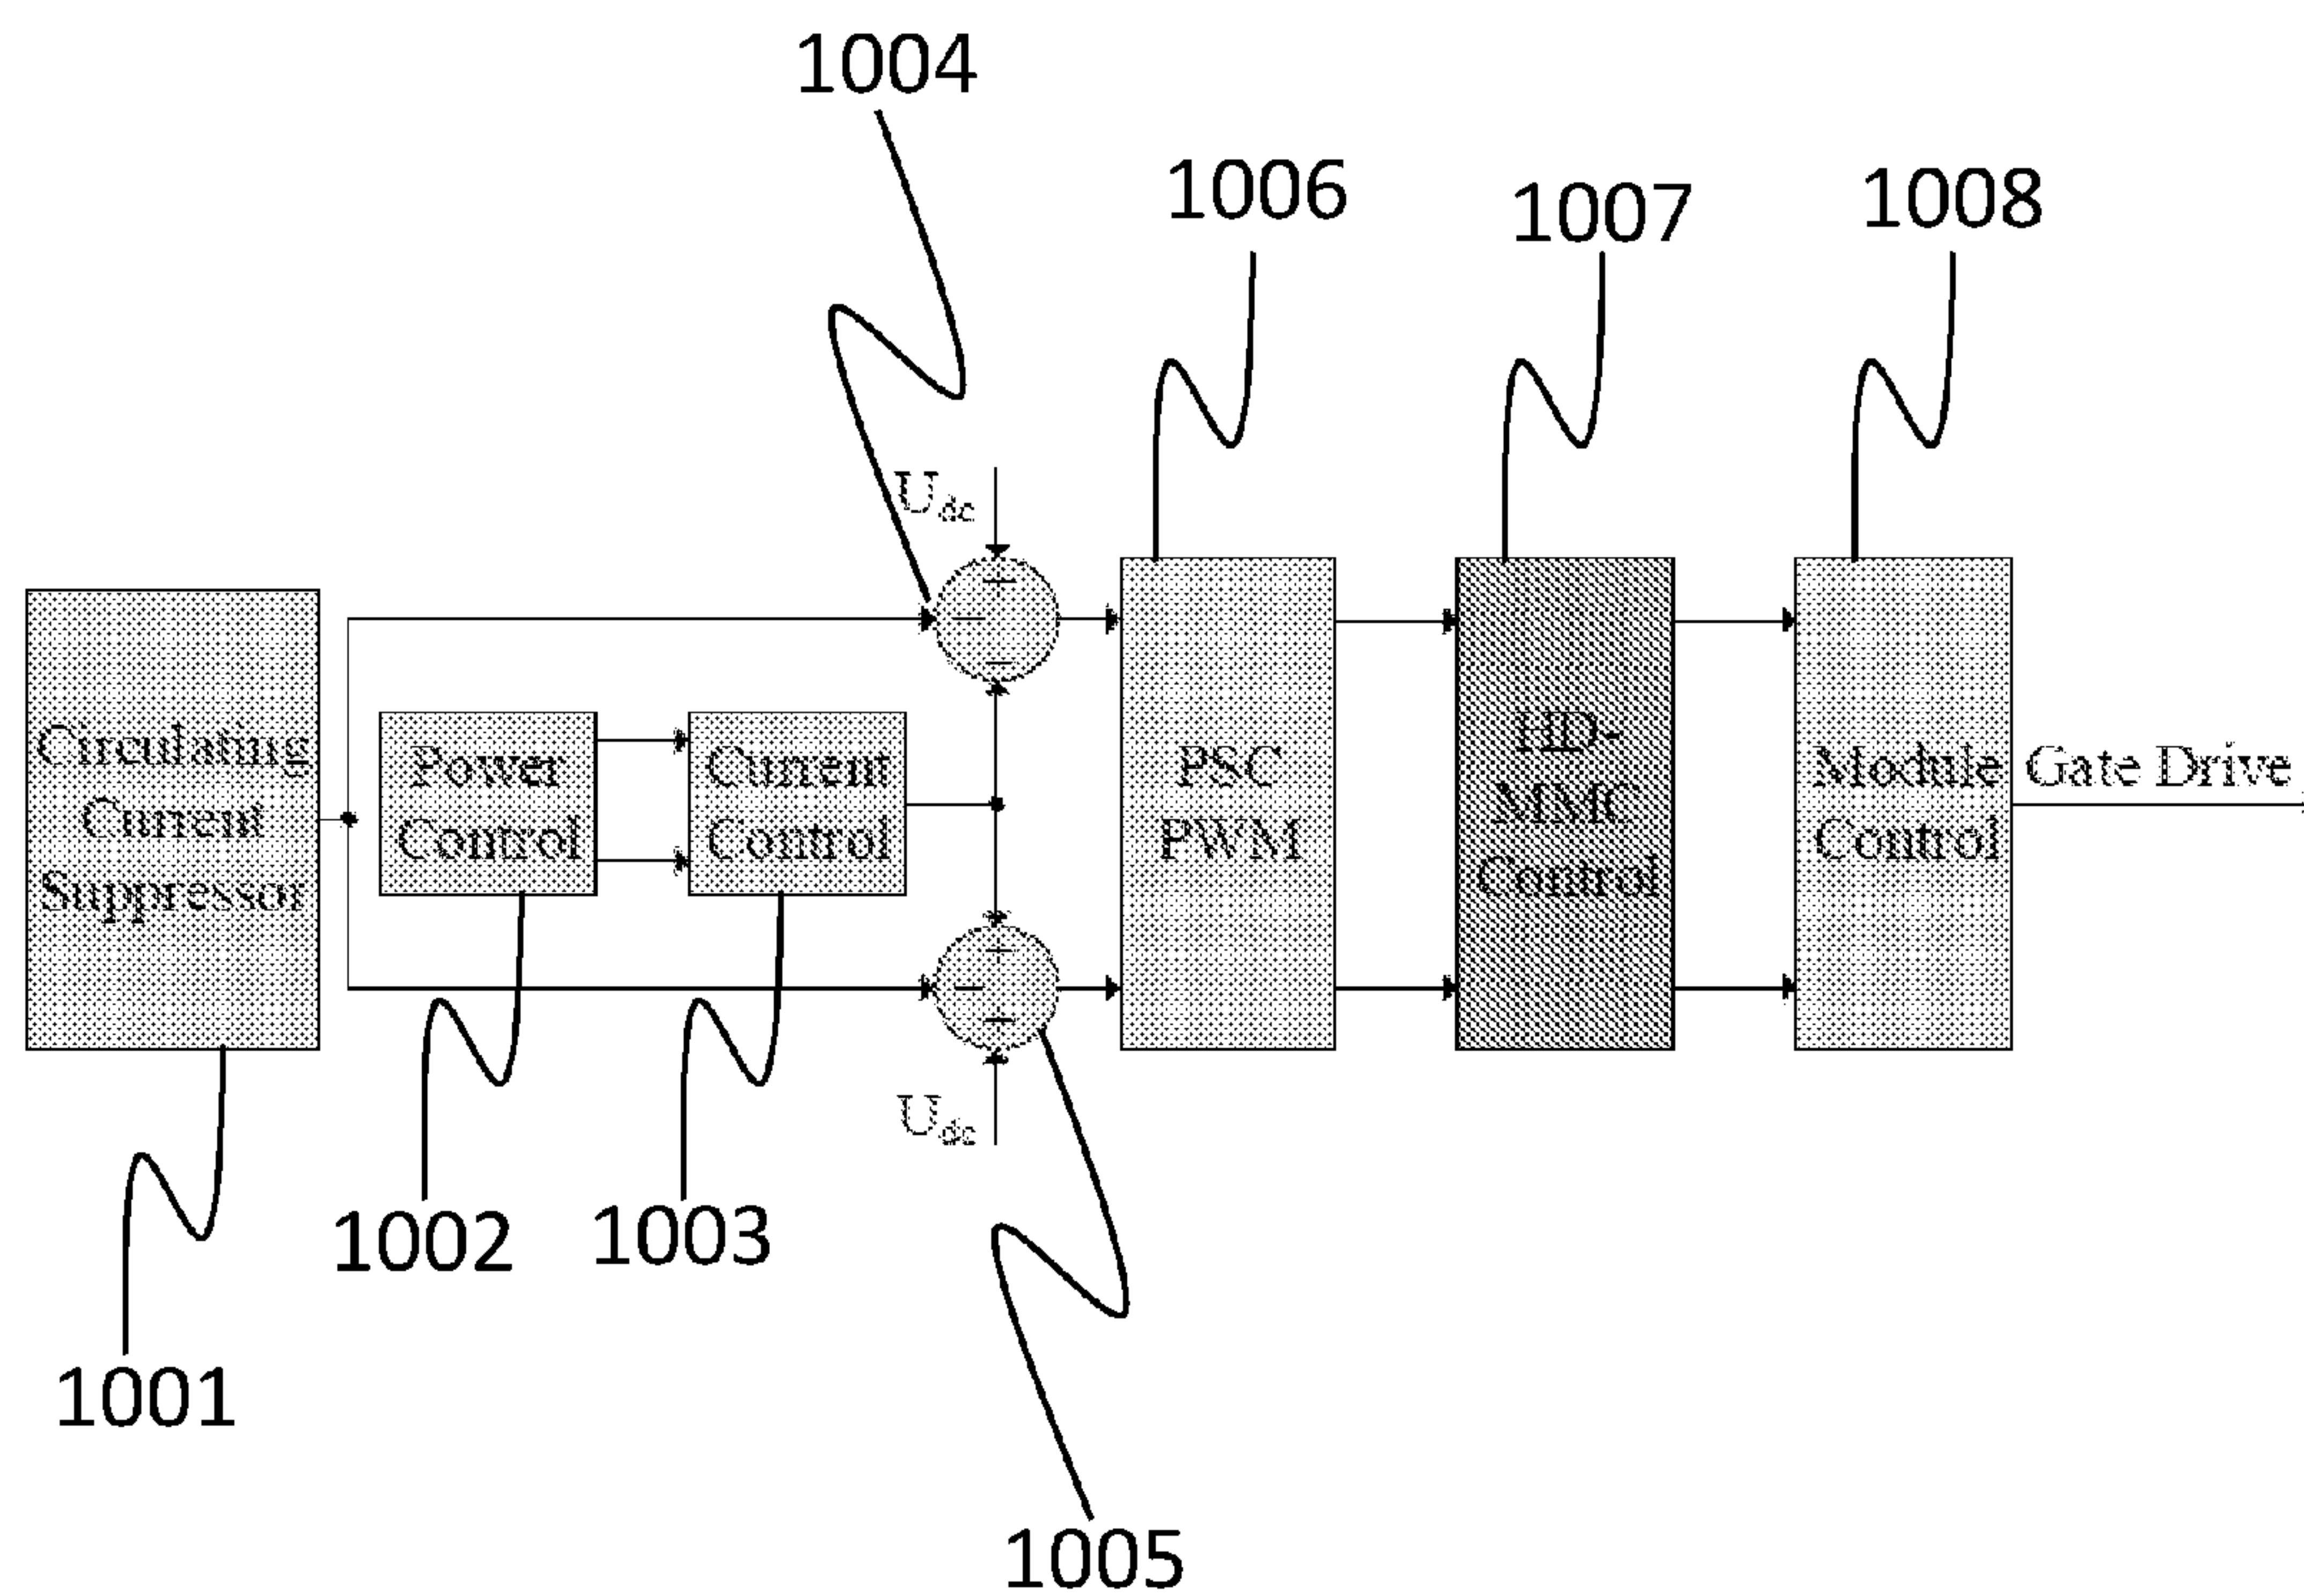 1004
1006
1007
1008
Udc
Circulating
Current
Suppressor
Power
Control
Current
Control
PSC
PWM
HD-
MMC
Control
Module
Control
Gate Drive
Udc
1002
1003
1001
1005